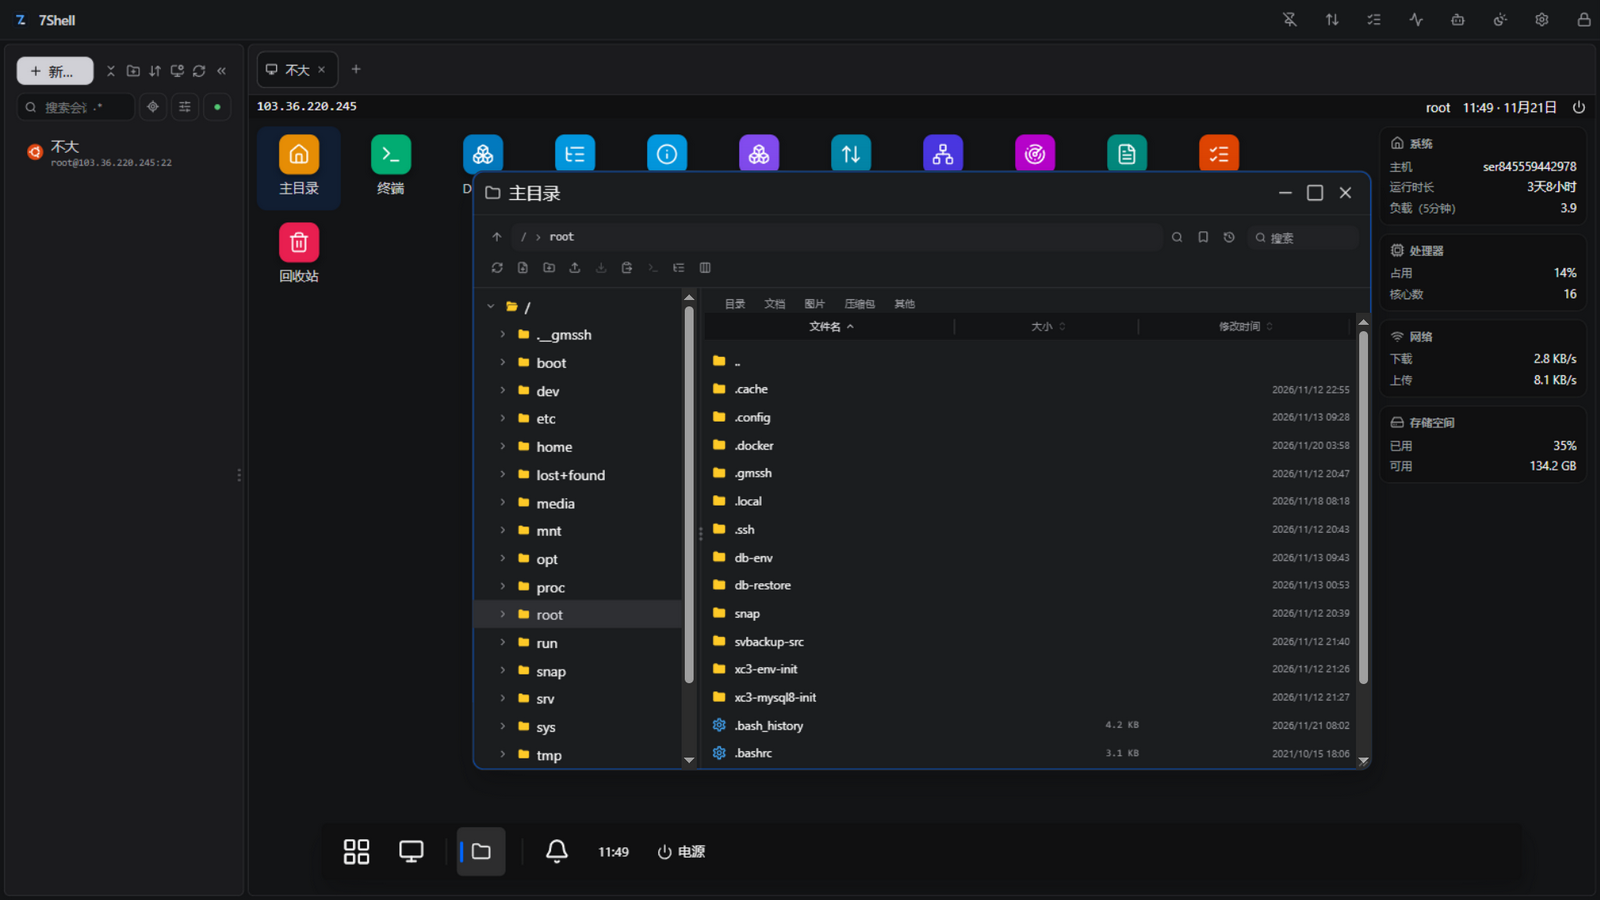 7Shell
新...
搜索会 .*
不大
root@103.36.220.245:22
不大
103.36.220.245
root 11:49 · 11月21日
主目录
终端
D
回收站
主目录
/ › root
搜索
/
.__gmssh
boot
dev
etc
home
lost+found
media
mnt
opt
proc
root
run
snap
srv
sys
tmp
目录 文档 图片 压缩包 其他
文件名 大小 修改时间
..
.cache 2026/11/12 22:55
.config 2026/11/13 09:28
.docker 2026/11/20 03:58
.gmssh 2026/11/12 20:47
.local 2026/11/18 08:18
.ssh 2026/11/12 20:43
db-env 2026/11/13 09:43
db-restore 2026/11/13 00:53
snap 2026/11/12 20:39
svbackup-src 2026/11/12 21:40
xc3-env-init 2026/11/12 21:26
xc3-mysql8-init 2026/11/12 21:27
.bash_history 4.2 KB 2026/11/21 08:02
.bashrc 3.1 KB 2021/10/15 18:06
系统
主机 ser845559442978
运行时长 3天8小时
负载（5分钟） 3.9
处理器
占用 14%
核心数 16
网络
下载 2.8 KB/s
上传 8.1 KB/s
存储空间
已用 35%
可用 134.2 GB
11:49
电源